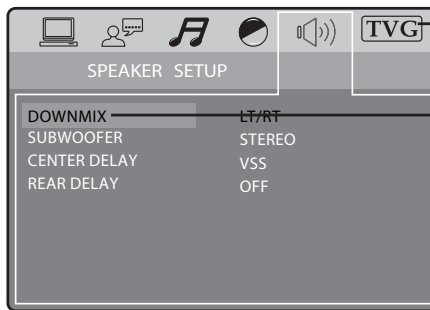 TVG
SPEAKER SETUP
DOWNMIX LT/RT
SUBWOOFER STEREO
CENTER DELAY VSS
REAR DELAY OFF